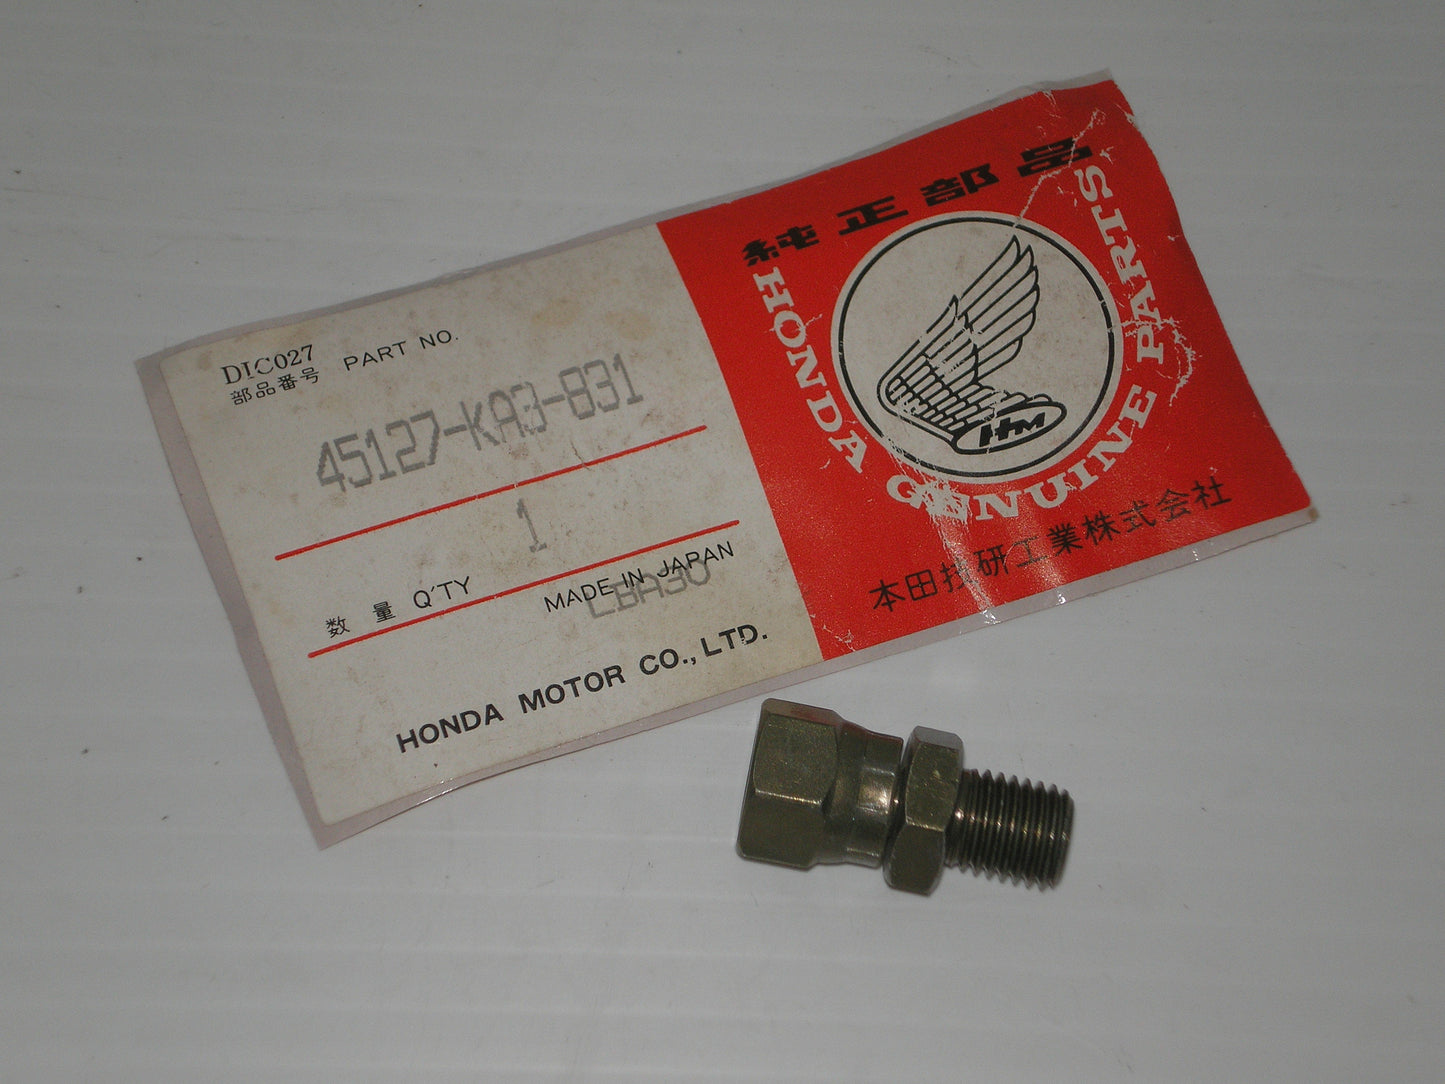 DIC027
部品番号 PART NO.
45127-KA3-831
1
数量 Q'TY
MADE IN JAPAN
LBA30
HONDA MOTOR CO., LTD.
純正部品
HONDA GENUINE PARTS
HM
本田技研工業株式会社